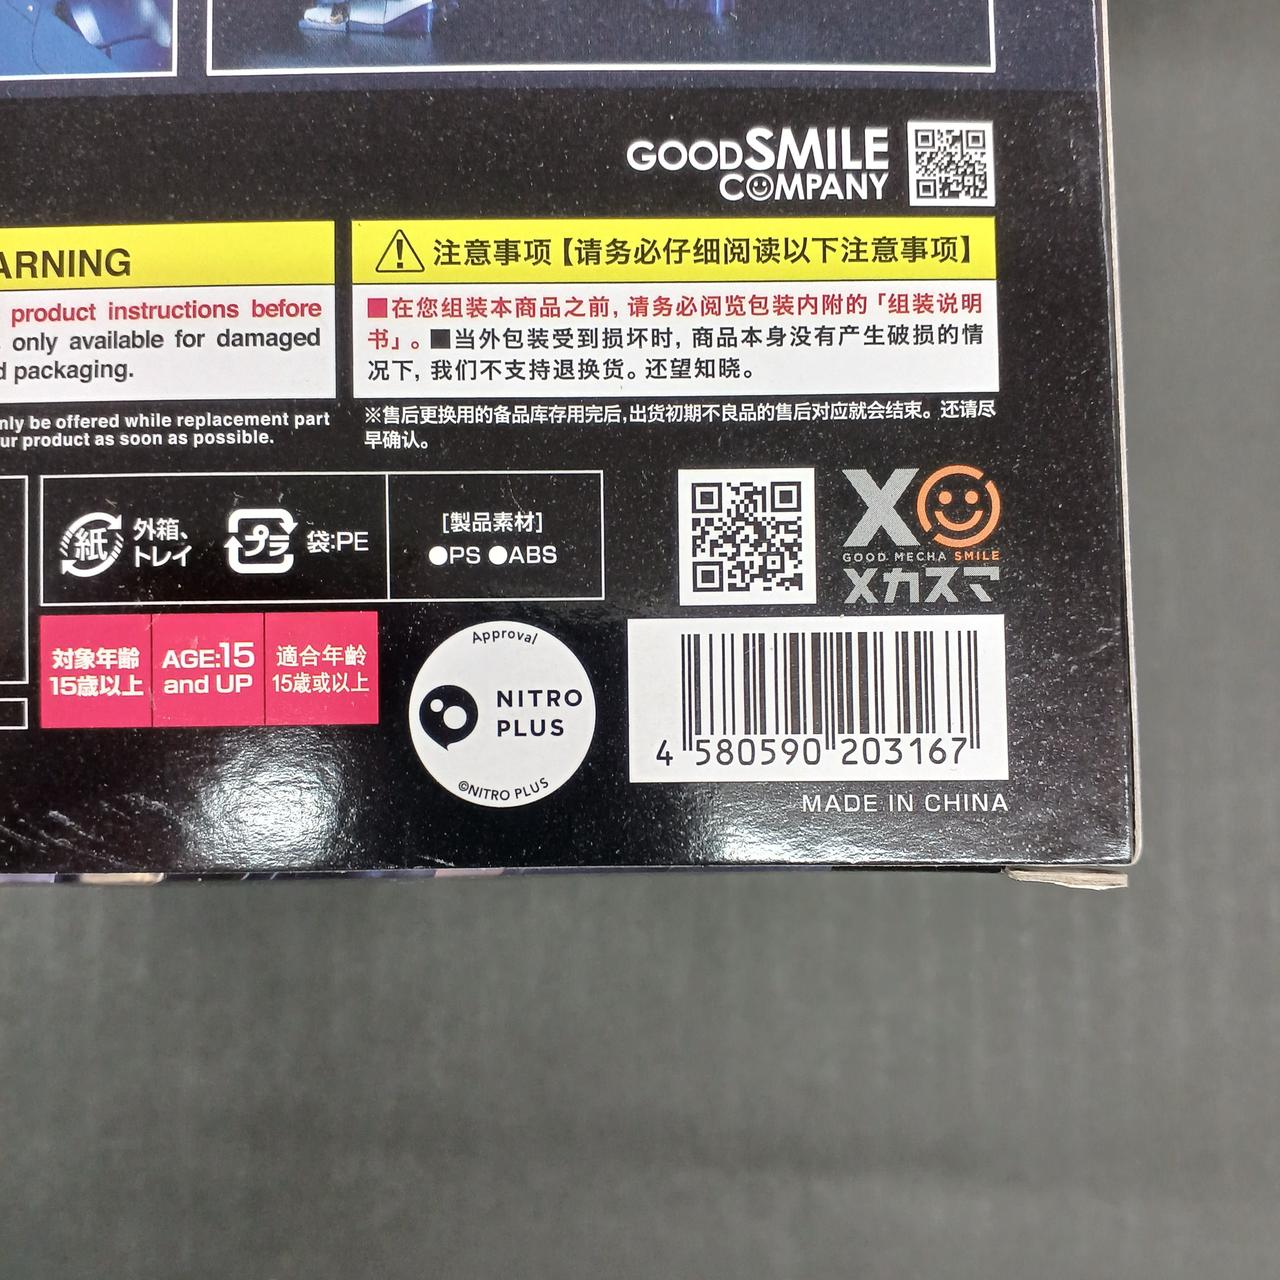 GOODSMILE
COMPANY
ARNING
product instructions before
only available for damaged
packaging.
only be offered while replacement part
product as soon as possible.
注意事项【请务必仔细阅读以下注意事项】
■在您组装本商品之前，请务必阅览包装内附的「组装说明
书」。■当外包装受到损坏时，商品本身没有产生破损的情
况下，我们不支持退换货。还望知晓。
※售后更换用的备品库存用完后,出货初期不良品的售后对应就会结束。还请尽
早确认。
紙
外箱、
トレイ
プラ
袋:PE
[製品素材]
●PS ●ABS
GOOD MECHA SMILE
メカスマ
対象年齢
15歳以上
AGE:15
and UP
適合年齡
15歲或以上
Approval
NITRO
PLUS
©NITRO PLUS
4 580590 203167
MADE IN CHINA